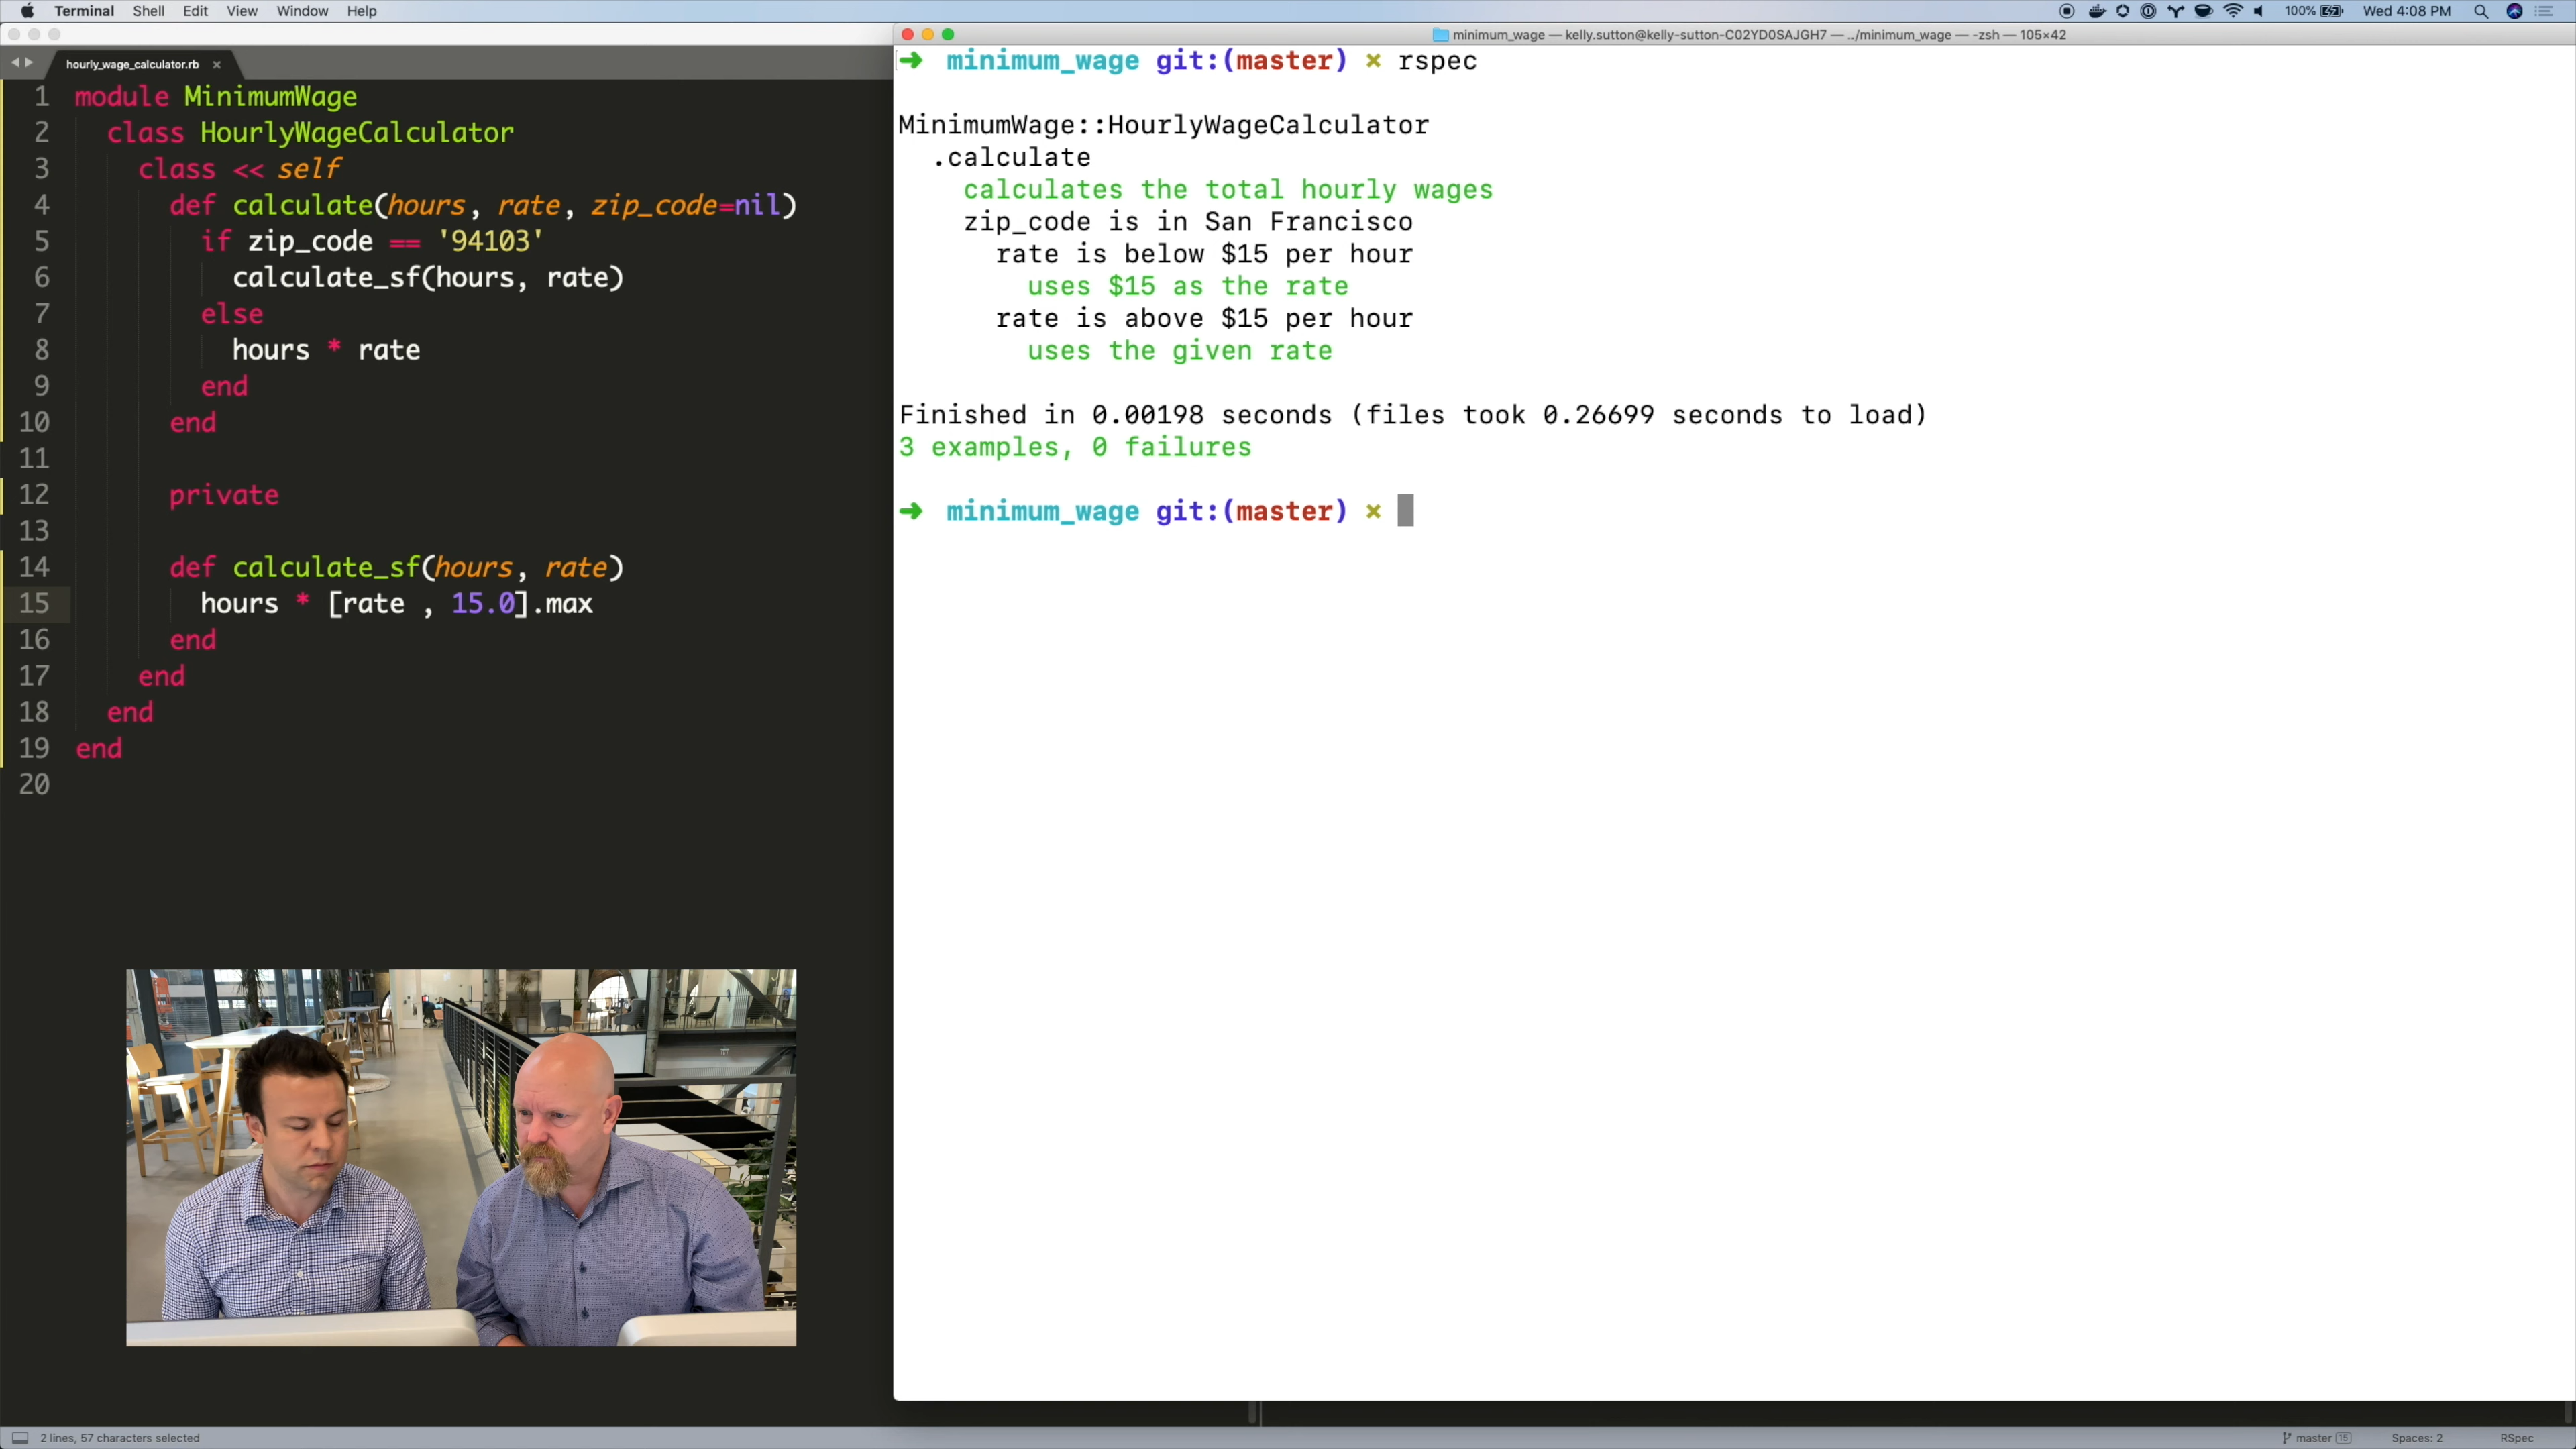 Terminal Shell Edit View Window Help
100% Wed 4:08 PM
hourly_wage_calculator.rb ×
1 module MinimumWage
2 class HourlyWageCalculator
3 class << self
4 def calculate(hours, rate, zip_code=nil)
5 if zip_code == '94103'
6 calculate_sf(hours, rate)
7 else
8 hours * rate
9 end
10 end
11
12 private
13
14 def calculate_sf(hours, rate)
15 hours * [rate , 15.0].max
16 end
17 end
18 end
19 end
20
2 lines, 57 characters selected
minimum_wage — kelly.sutton@kelly-sutton-C02YD0SAJGH7 — ../minimum_wage — -zsh — 105×42
➜ minimum_wage git:(master) × rspec
MinimumWage::HourlyWageCalculator
.calculate
calculates the total hourly wages
zip_code is in San Francisco
rate is below $15 per hour
uses $15 as the rate
rate is above $15 per hour
uses the given rate
Finished in 0.00198 seconds (files took 0.26699 seconds to load)
3 examples, 0 failures
➜ minimum_wage git:(master) ×
master 15 Spaces: 2 RSpec